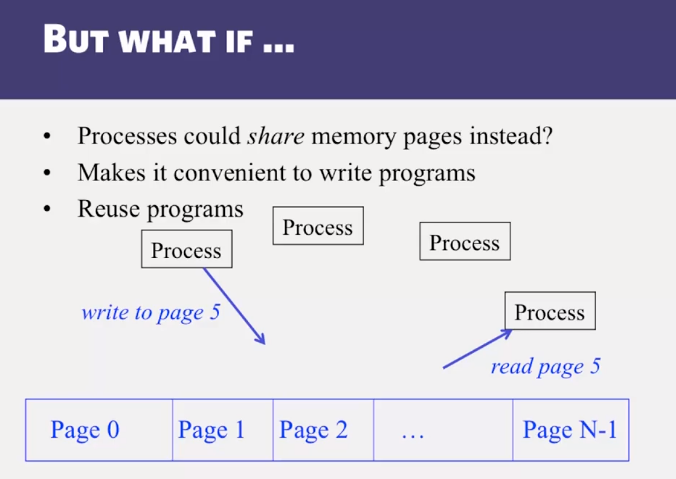 BUT WHAT IF ...
• Processes could share memory pages instead?
• Makes it convenient to write programs
• Reuse programs
Process
Process
Process
Process
write to page 5
read page 5
Page 0
Page 1
Page 2
...
Page N-1